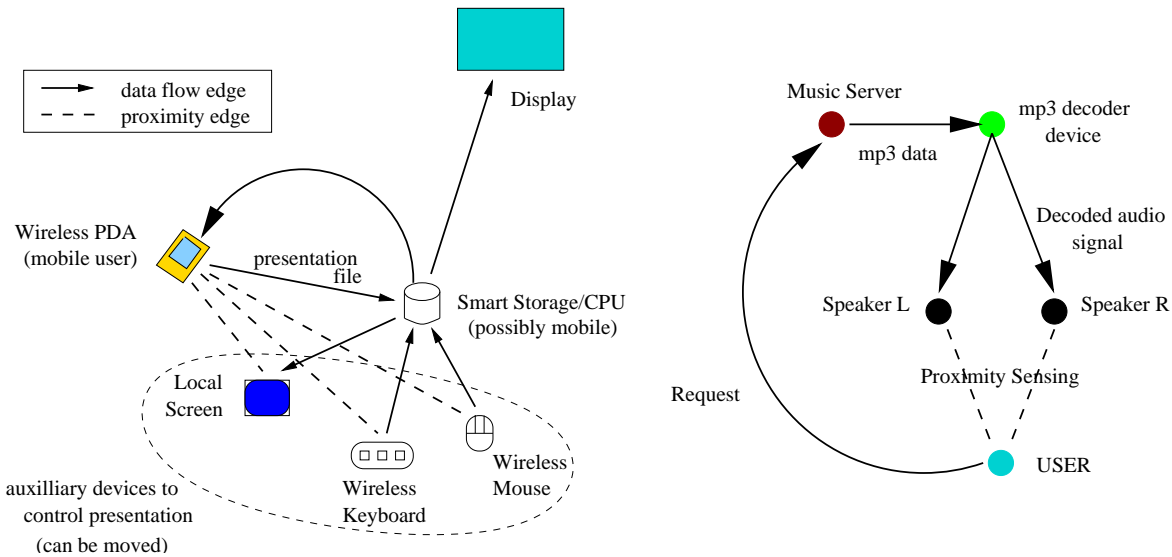 data flow edge
proximity edge
Display
Wireless PDA
(mobile user)
presentation
file
Smart Storage/CPU
(possibly mobile)
Local
Screen
Wireless
Mouse
Wireless
Keyboard
auxilliary devices to
control presentation
(can be moved)
Music Server
mp3 decoder
device
mp3 data
Decoded audio
signal
Speaker L
Speaker R
Proximity Sensing
Request
USER